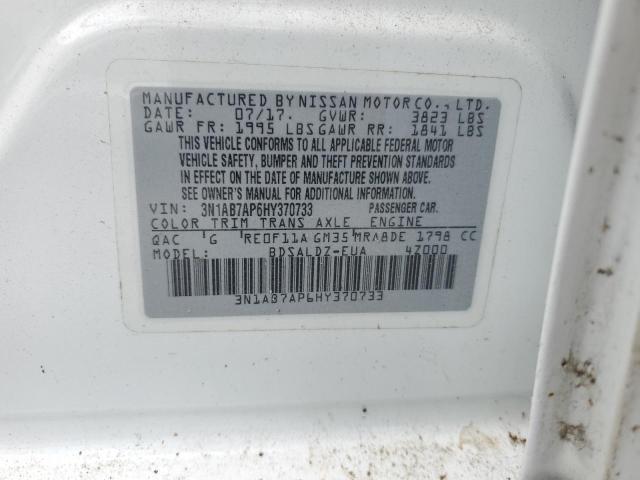 MANUFACTURED BY NISSAN MOTOR CO., LTD.
DATE: 07/17. GVWR: 3823 LBS
GAWR FR: 1995 LBS GAWR RR: 1841 LBS
THIS VEHICLE CONFORMS TO ALL APPLICABLE FEDERAL MOTOR
VEHICLE SAFETY, BUMPER AND THEFT PREVENTION STANDARDS
IN EFFECT ON THE DATE OF MANUFACTURE SHOWN ABOVE.
SEE OWNER'S MANUAL FOR ADDITIONAL INFORMATION.
VIN: 3N1AB7AP6HY370733 PASSENGER CAR.
COLOR TRIM TRANS AXLE ENGINE
QAC G RE0F11A GM35 MRA8DE 1798 CC
MODEL: BDSALDZ-EUA 4Z000
3N1AB7AP6HY370733